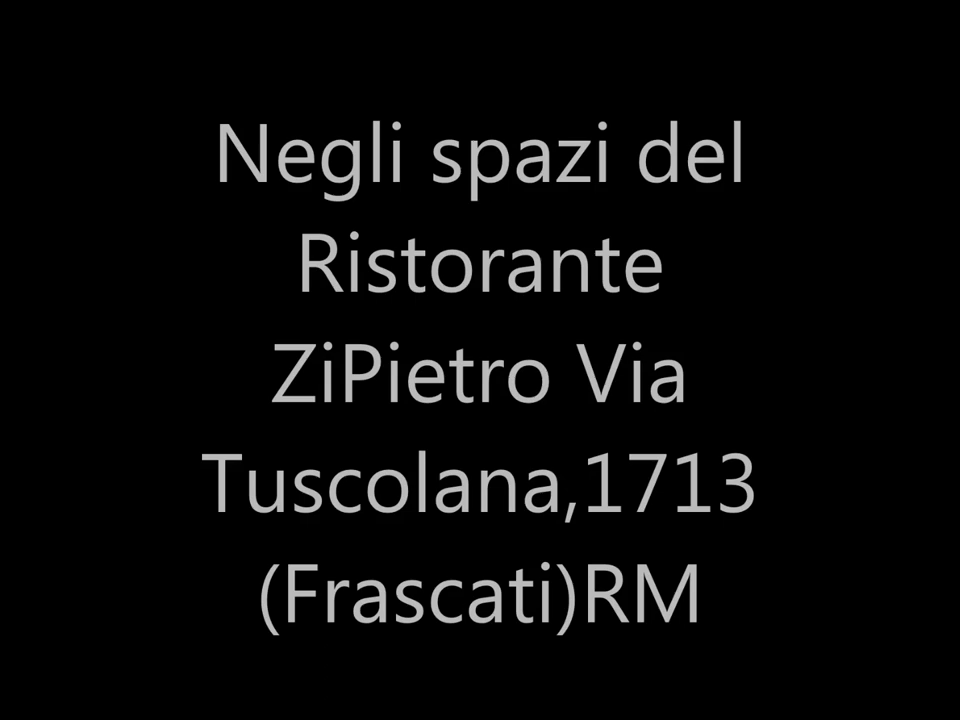 Negli spazi del
Ristorante
ZiPietro Via
Tuscolana,1713
(Frascati)RM